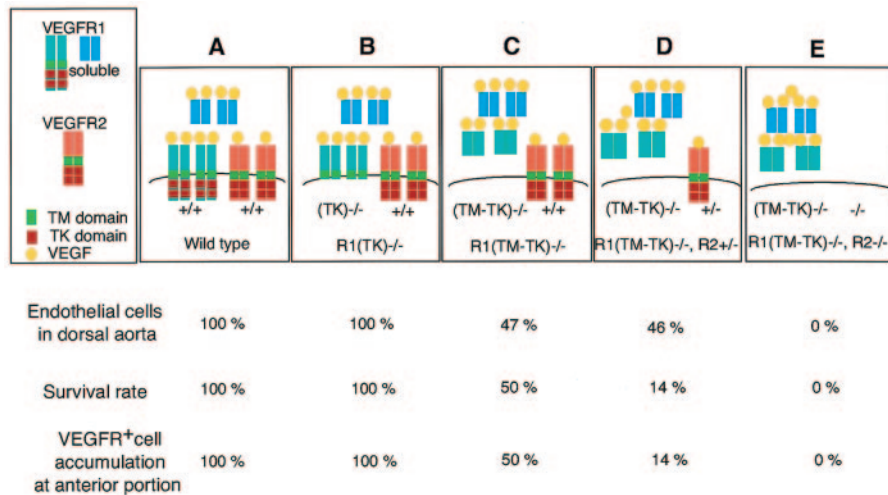 VEGFR1
soluble
VEGFR2
TM domain
TK domain
VEGF
A B C D E
+/+ +/+ (TK)-/- +/+ (TM-TK)-/- +/+ (TM-TK)-/- +/- (TM-TK)-/- -/-
Wild type R1(TK)-/- R1(TM-TK)-/- R1(TM-TK)-/-, R2+/- R1(TM-TK)-/-, R2-/-
Endothelial cells
in dorsal aorta
100 % 100 % 47 % 46 % 0 %
Survival rate 100 % 100 % 50 % 14 % 0 %
VEGFR+cell
accumulation
at anterior portion
100 % 100 % 50 % 14 % 0 %